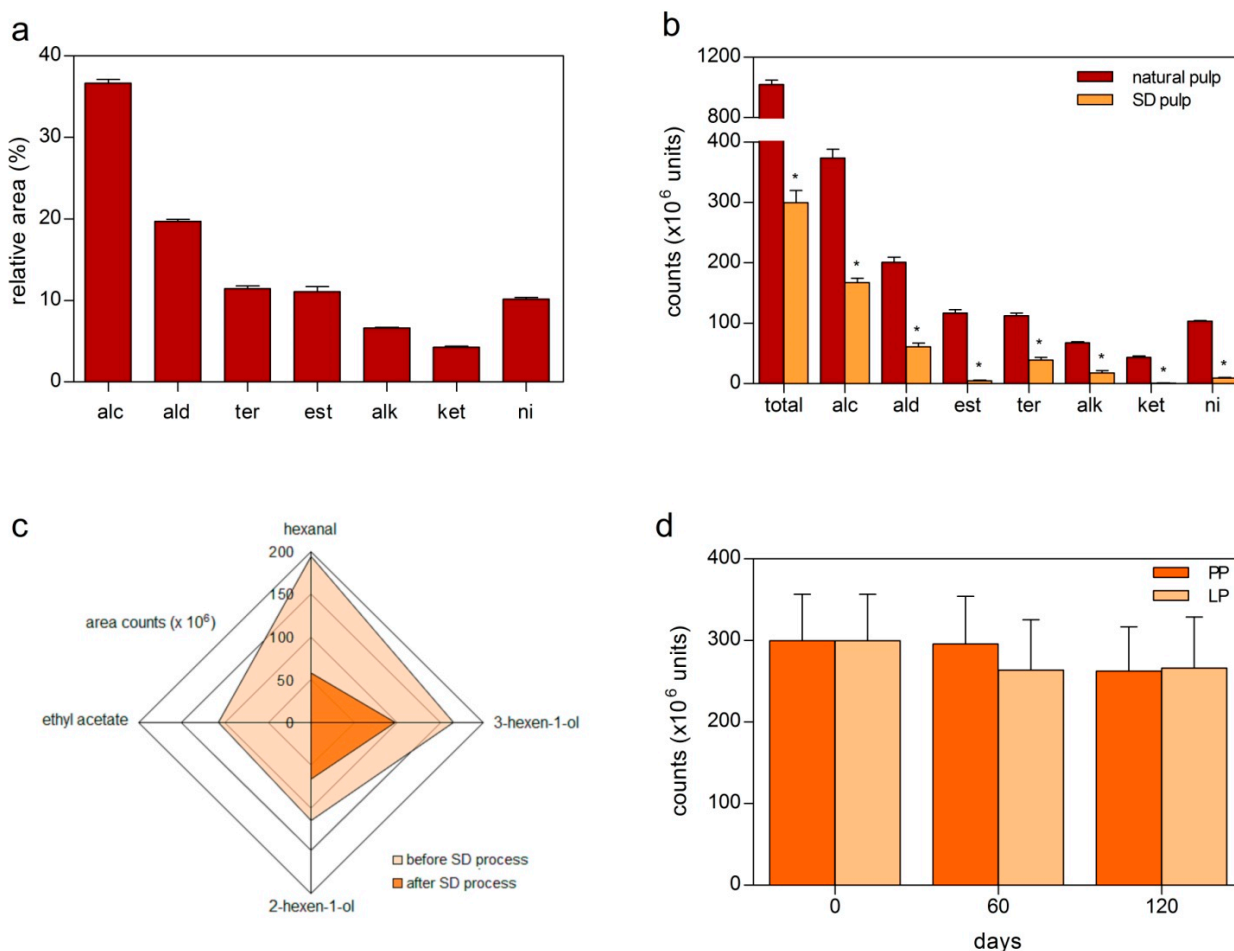 a
relative area (%)
40
30
20
10
0
alc ald ter est alk ket ni
b
counts (x10⁶ units)
1200
800
400
300
200
100
0
natural pulp
SD pulp
* * * * * * * *
total alc ald est ter alk ket ni
c
hexanal
200
150
100
50
0
area counts (x 10⁶)
ethyl acetate
3-hexen-1-ol
before SD process
after SD process
2-hexen-1-ol
d
counts (x10⁶ units)
400
300
200
100
0
PP
LP
0 60 120
days